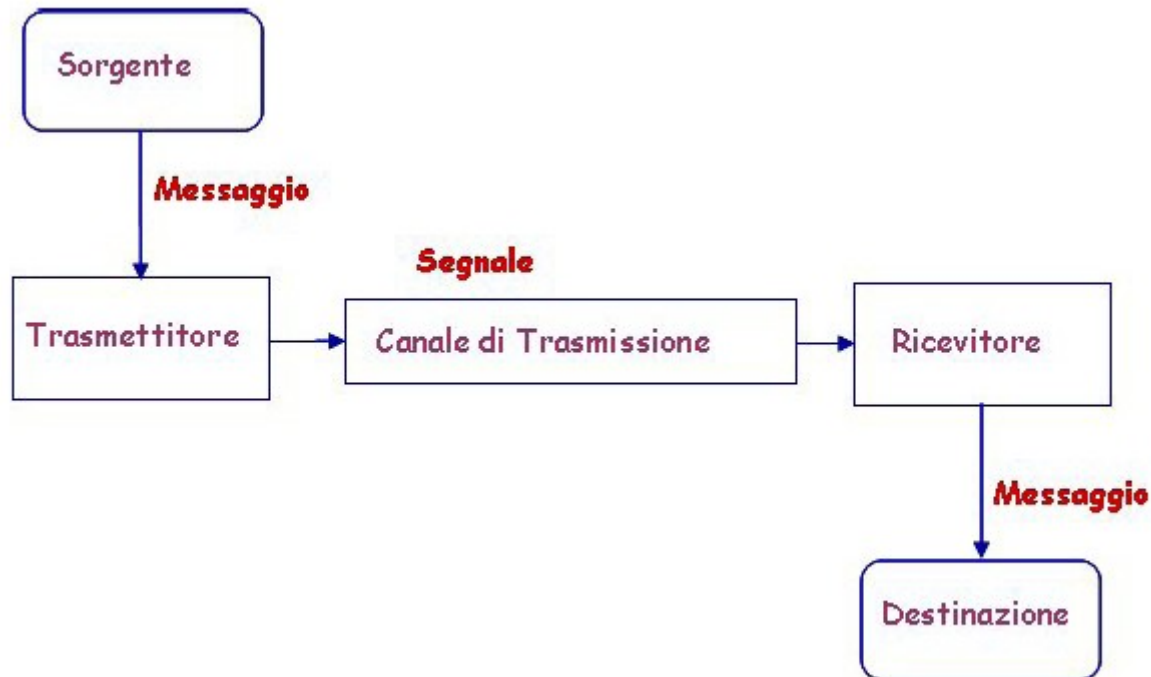 Sorgente
Messaggio
Segnale
Trasmettitore
Canale di Trasmissione
Ricevitore
Messaggio
Destinazione